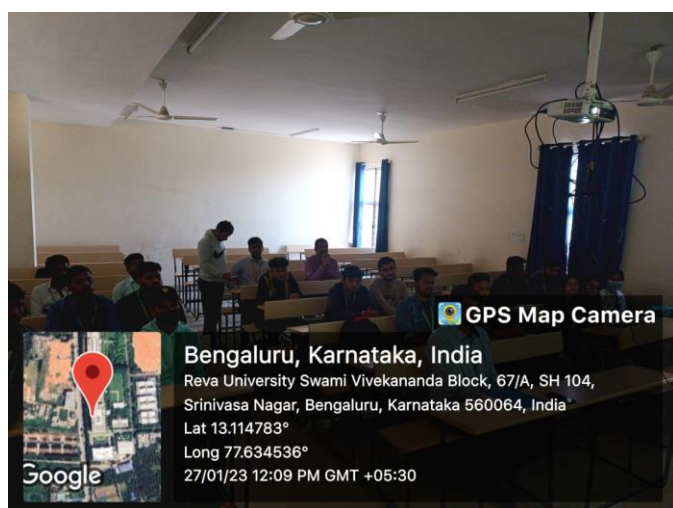 GPS Map Camera
Bengaluru, Karnataka, India
Reva University Swami Vivekananda Block, 67/A, SH 104,
Srinivasa Nagar, Bengaluru, Karnataka 560064, India
Lat 13.114783°
Long 77.634536°
27/01/23 12:09 PM GMT +05:30
Google